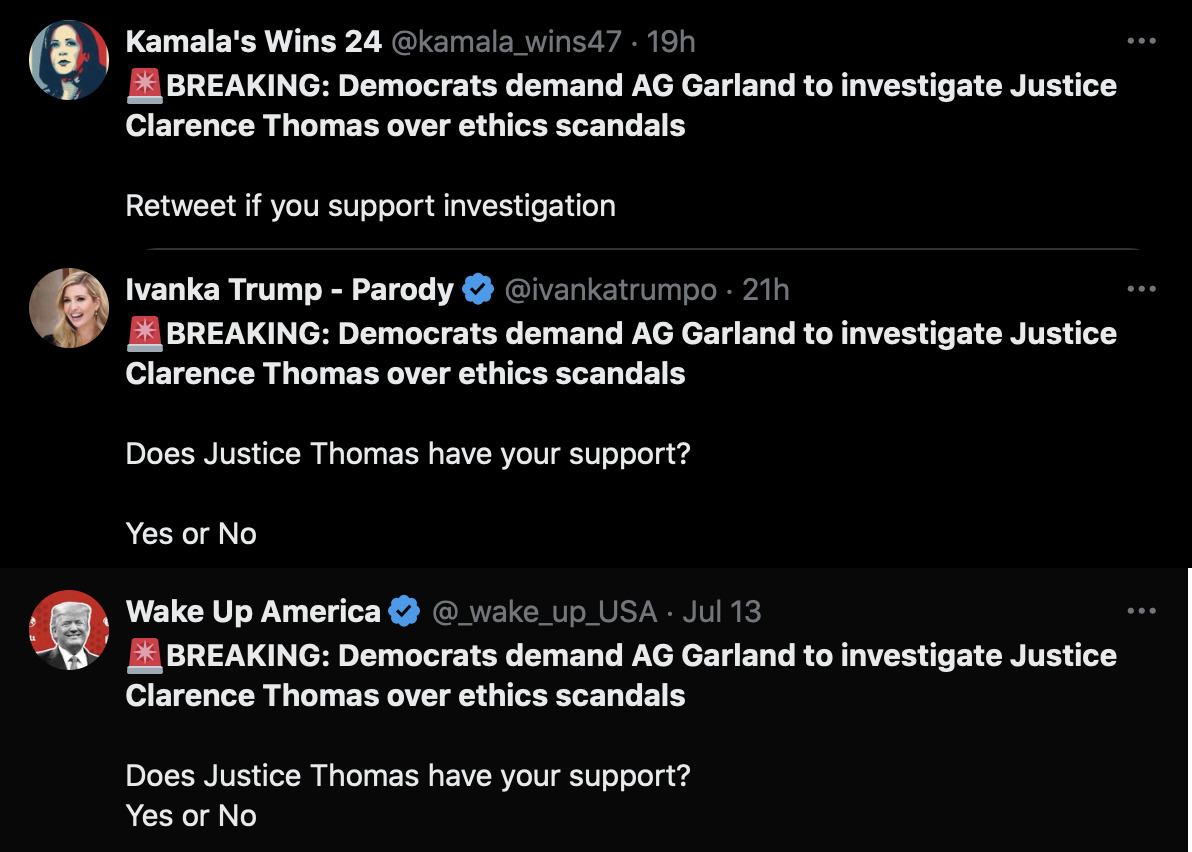 Kamala's Wins 24 @kamala_wins47 · 19h
🚨BREAKING: Democrats demand AG Garland to investigate Justice
Clarence Thomas over ethics scandals
Retweet if you support investigation
Ivanka Trump - Parody @ivankatrumpo · 21h
🚨BREAKING: Democrats demand AG Garland to investigate Justice
Clarence Thomas over ethics scandals
Does Justice Thomas have your support?
Yes or No
Wake Up America @_wake_up_USA · Jul 13
🚨BREAKING: Democrats demand AG Garland to investigate Justice
Clarence Thomas over ethics scandals
Does Justice Thomas have your support?
Yes or No